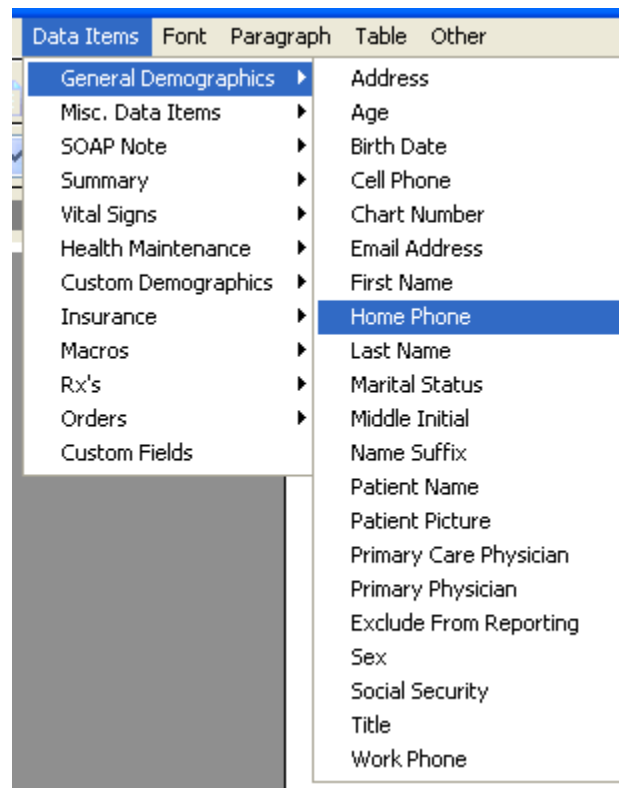 Data Items Font Paragraph Table Other
General Demographics
Misc. Data Items
SOAP Note
Summary
Vital Signs
Health Maintenance
Custom Demographics
Insurance
Macros
Rx's
Orders
Custom Fields
Address
Age
Birth Date
Cell Phone
Chart Number
Email Address
First Name
Home Phone
Last Name
Marital Status
Middle Initial
Name Suffix
Patient Name
Patient Picture
Primary Care Physician
Primary Physician
Exclude From Reporting
Sex
Social Security
Title
Work Phone